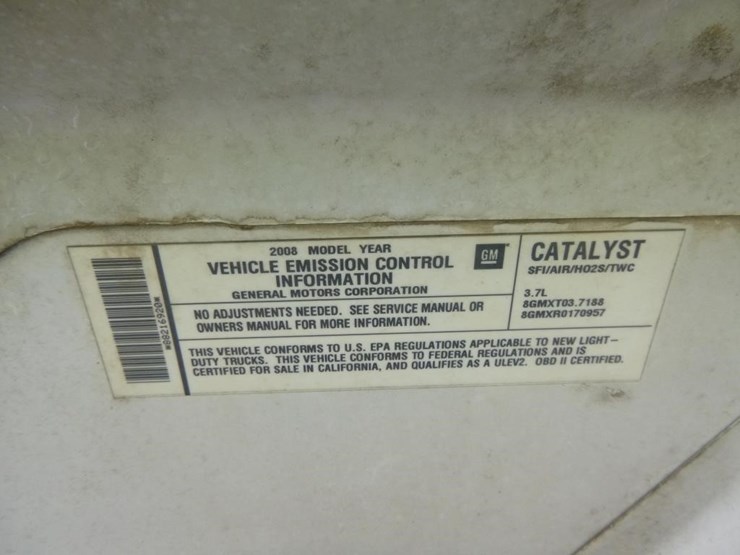 2008 MODEL YEAR
VEHICLE EMISSION CONTROL
INFORMATION
GENERAL MOTORS CORPORATION
GM
NO ADJUSTMENTS NEEDED. SEE SERVICE MANUAL OR
OWNERS MANUAL FOR MORE INFORMATION.
CATALYST
SFI/AIR/HO2S/TWC
3.7L
8GMXT03.7188
8GMXR0170957
THIS VEHICLE CONFORMS TO U.S. EPA REGULATIONS APPLICABLE TO NEW LIGHT-
DUTY TRUCKS. THIS VEHICLE CONFORMS TO FEDERAL REGULATIONS AND IS
CERTIFIED FOR SALE IN CALIFORNIA, AND QUALIFIES AS A ULEV2. OBD II CERTIFIED.